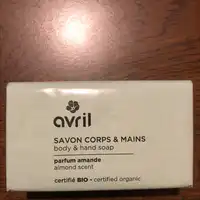 avril
SAVON CORPS & MAINS
body & hand soap
parfum amande
almond scent
certifié BIO - certified organic